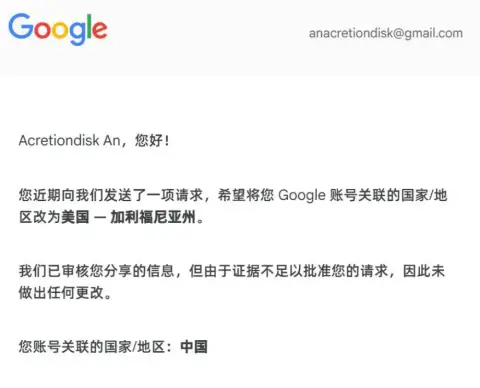 Google
anacretiondisk@gmail.com
Acretiondisk An，您好！
您近期向我们发送了一项请求，希望将您 Google 账号关联的国家/地
区改为美国 — 加利福尼亚州。
我们已审核您分享的信息，但由于证据不足以批准您的请求，因此未
做出任何更改。
您账号关联的国家/地区：中国